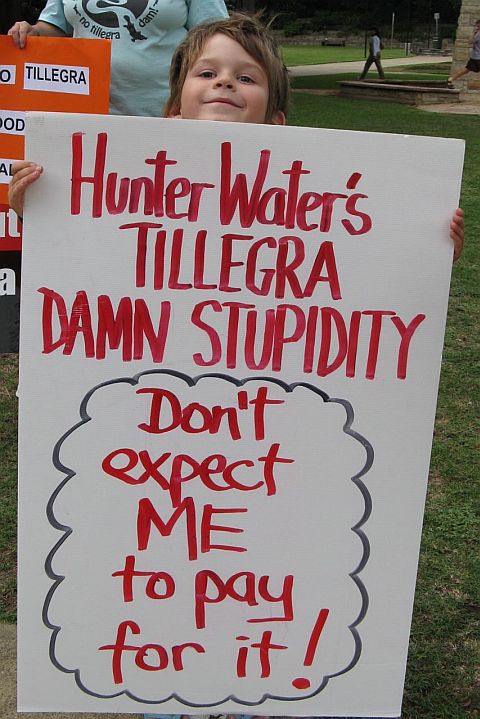 no tillegra dam!
TILLEGRA
Hunter Water's
TILLEGRA
DAMN STUPIDITY
Don't
expect
ME
to pay
for it!